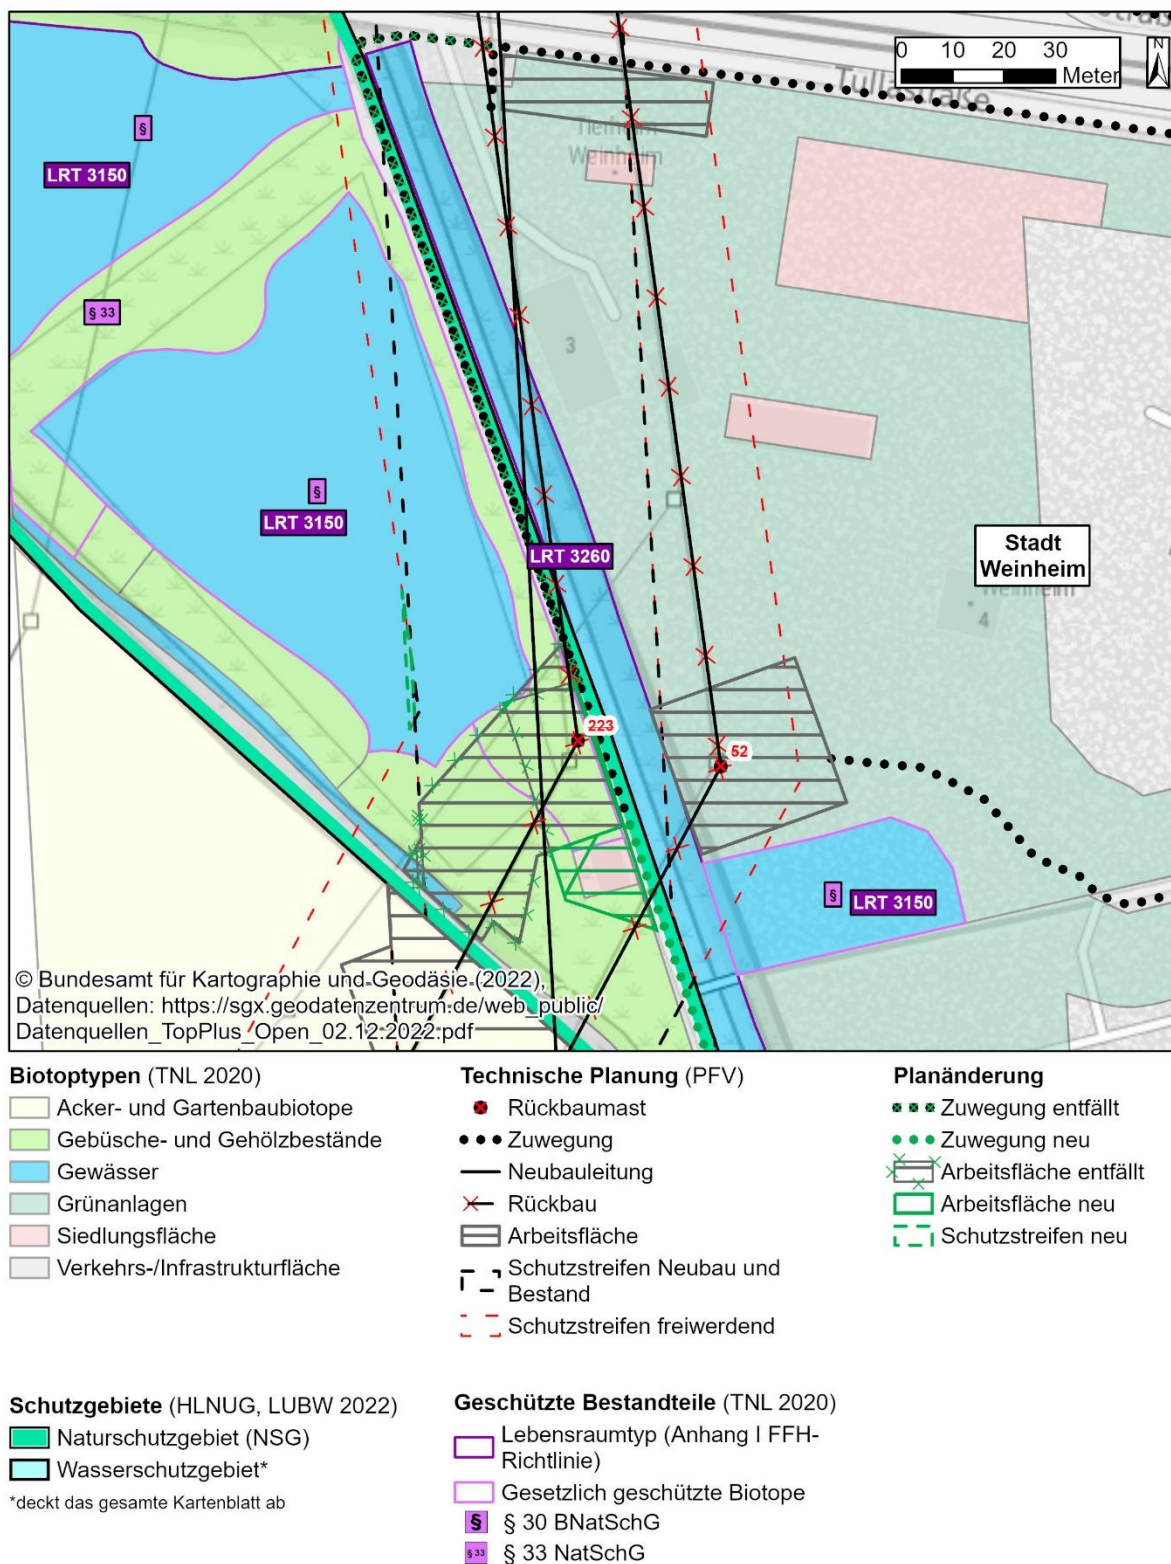 0 10 20 30
Meter
N
Tullastraße
§
LRT 3150
Tierheim
Weinheim
§ 33
3
§
LRT 3150
LRT 3260
Stadt
Weinheim
Weinheim
4
223
52
§
LRT 3150
© Bundesamt für Kartographie und Geodäsie (2022),
Datenquellen: https://sgx.geodatenzentrum.de/web_public/
Datenquellen_TopPlus_Open_02.12.2022.pdf
Biotoptypen (TNL 2020)
Acker- und Gartenbaubiotope
Gebüsche- und Gehölzbestände
Gewässer
Grünanlagen
Siedlungsfläche
Verkehrs-/Infrastrukturfläche
Technische Planung (PFV)
Rückbaumast
Zuwegung
Neubauleitung
Rückbau
Arbeitsfläche
Schutzstreifen Neubau und
Bestand
Schutzstreifen freiwerdend
Planänderung
Zuwegung entfällt
Zuwegung neu
Arbeitsfläche entfällt
Arbeitsfläche neu
Schutzstreifen neu
Schutzgebiete (HLNUG, LUBW 2022)
Naturschutzgebiet (NSG)
Wasserschutzgebiet*
*deckt das gesamte Kartenblatt ab
Geschützte Bestandteile (TNL 2020)
Lebensraumtyp (Anhang I FFH-
Richtlinie)
Gesetzlich geschützte Biotope
§ § 30 BNatSchG
§ 33 § 33 NatSchG